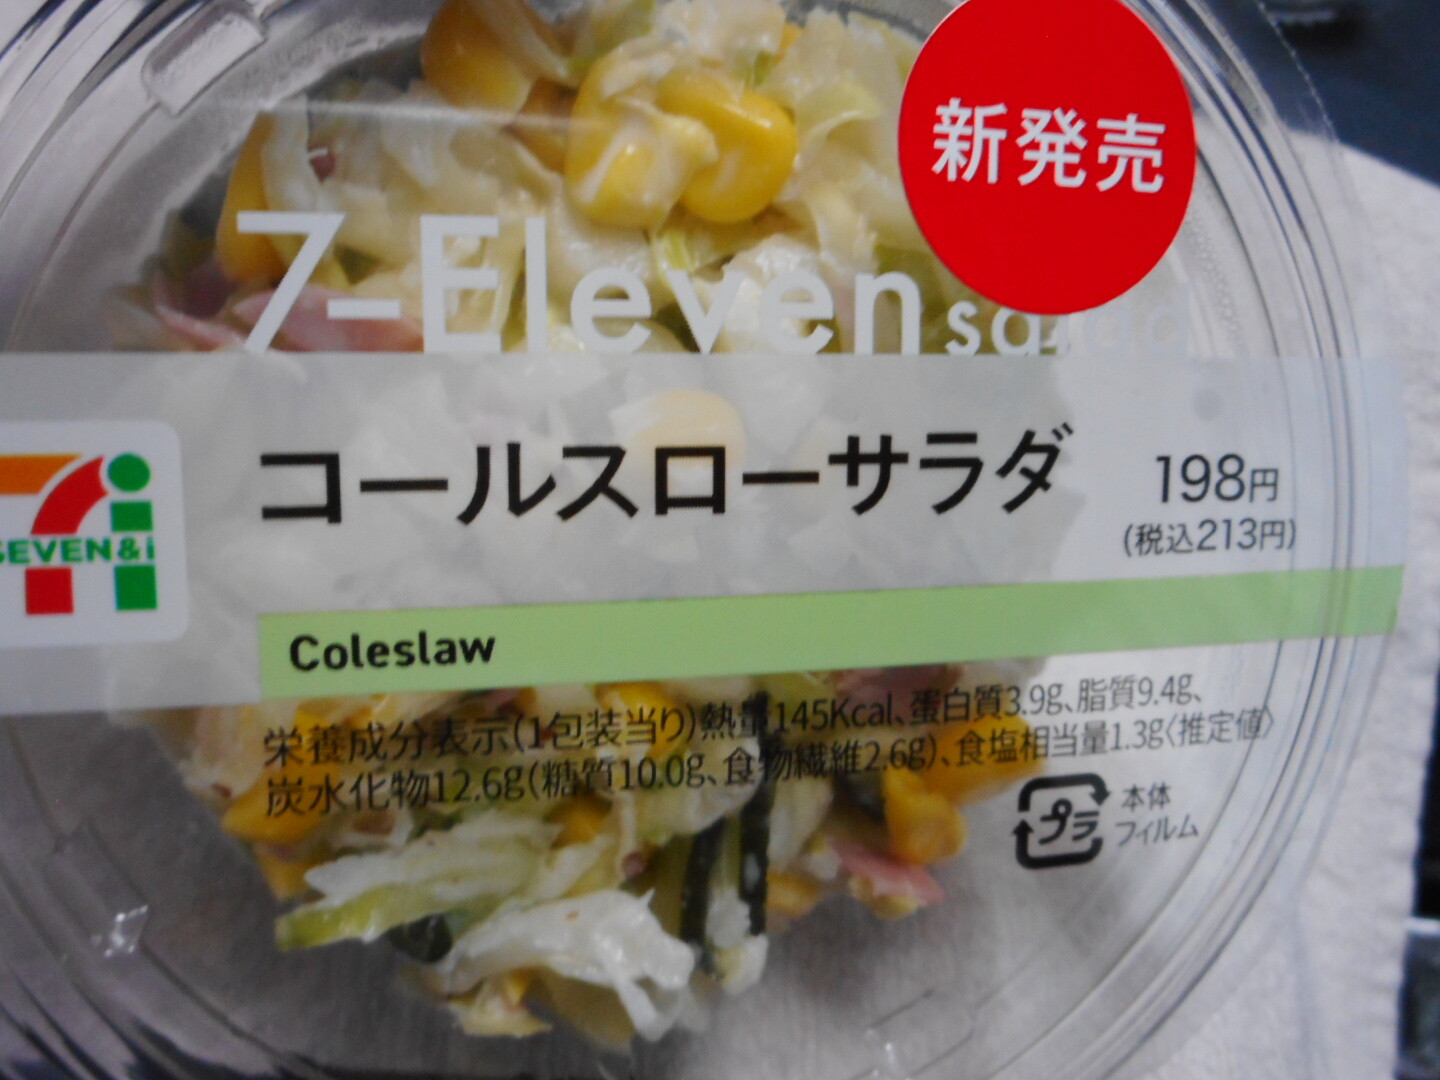 新発売
7-Eleven salad
コールスローサラダ
198円
(税込213円)
SEVEN&i
Coleslaw
栄養成分表示(1包装当り)熱量145Kcal、蛋白質3.9g、脂質9.4g、
炭水化物12.6g(糖質10.0g、食物繊維2.6g)、食塩相当量1.3g〈推定値〉
プラ
本体
フィルム